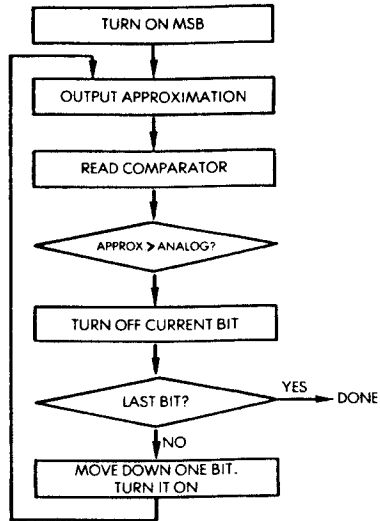 TURN ON MSB
OUTPUT APPROXIMATION
READ COMPARATOR
APPROX > ANALOG?
TURN OFF CURRENT BIT
LAST BIT?
YES
DONE
NO
MOVE DOWN ONE BIT.
TURN IT ON